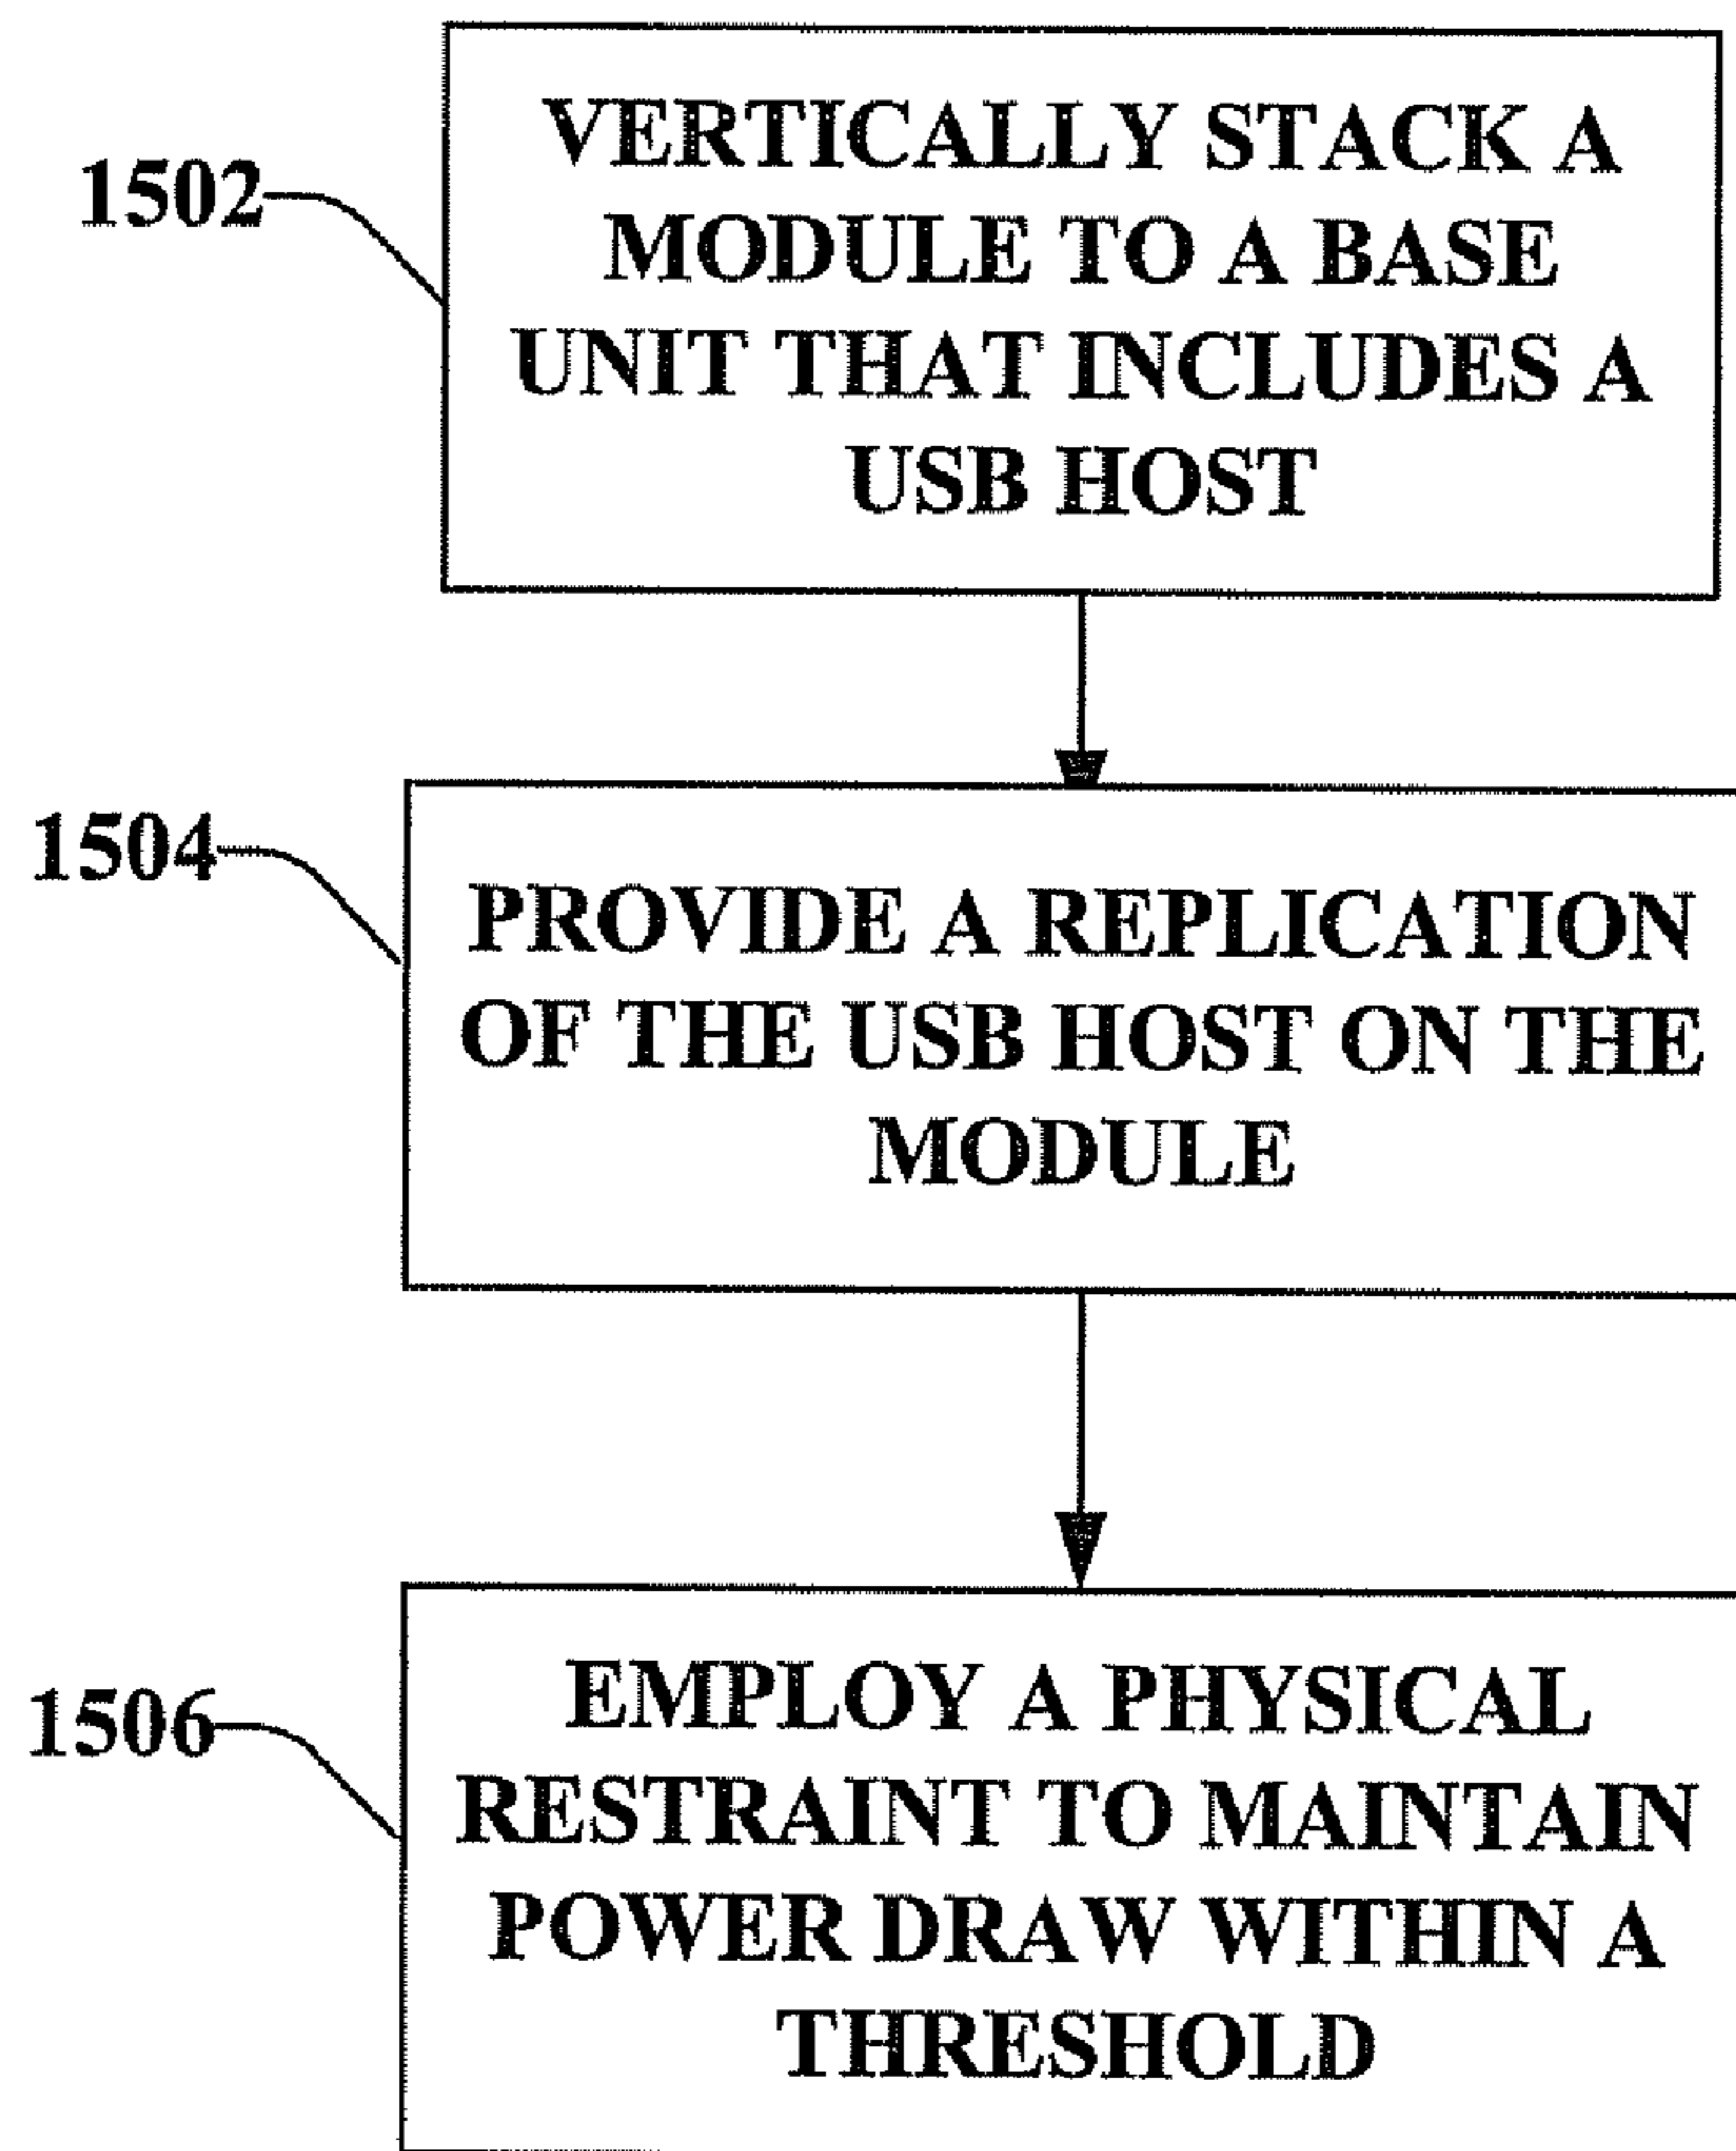 1502
VERTICALLY STACK A
MODULE TO A BASE
UNIT THAT INCLUDES A
USB HOST
1504
PROVIDE A REPLICATION
OF THE USB HOST ON THE
MODULE
1506
EMPLOY A PHYSICAL
RESTRAINT TO MAINTAIN
POWER DRAW WITHIN A
THRESHOLD